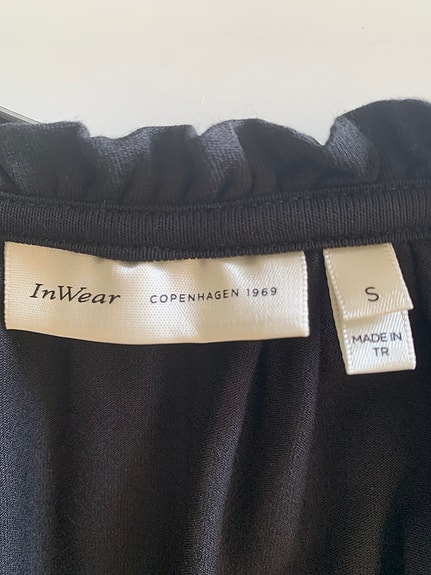 InWear COPENHAGEN 1969
S
MADE IN
TR